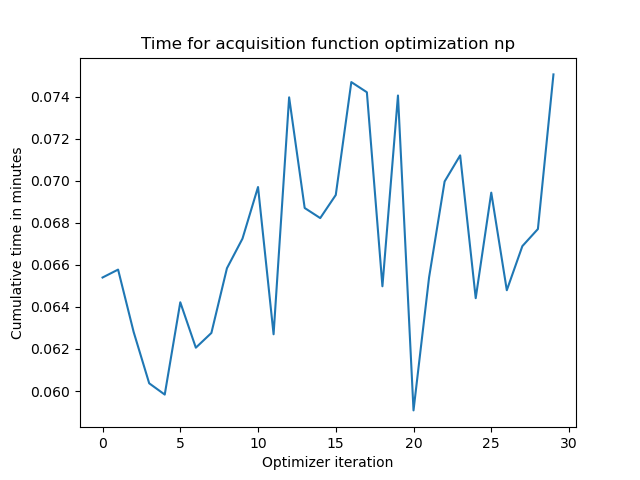 Time for acquisition function optimization np
Cumulative time in minutes
0.074
0.072
0.070
0.068
0.066
0.064
0.062
0.060
0 5 10 15 20 25 30
Optimizer iteration